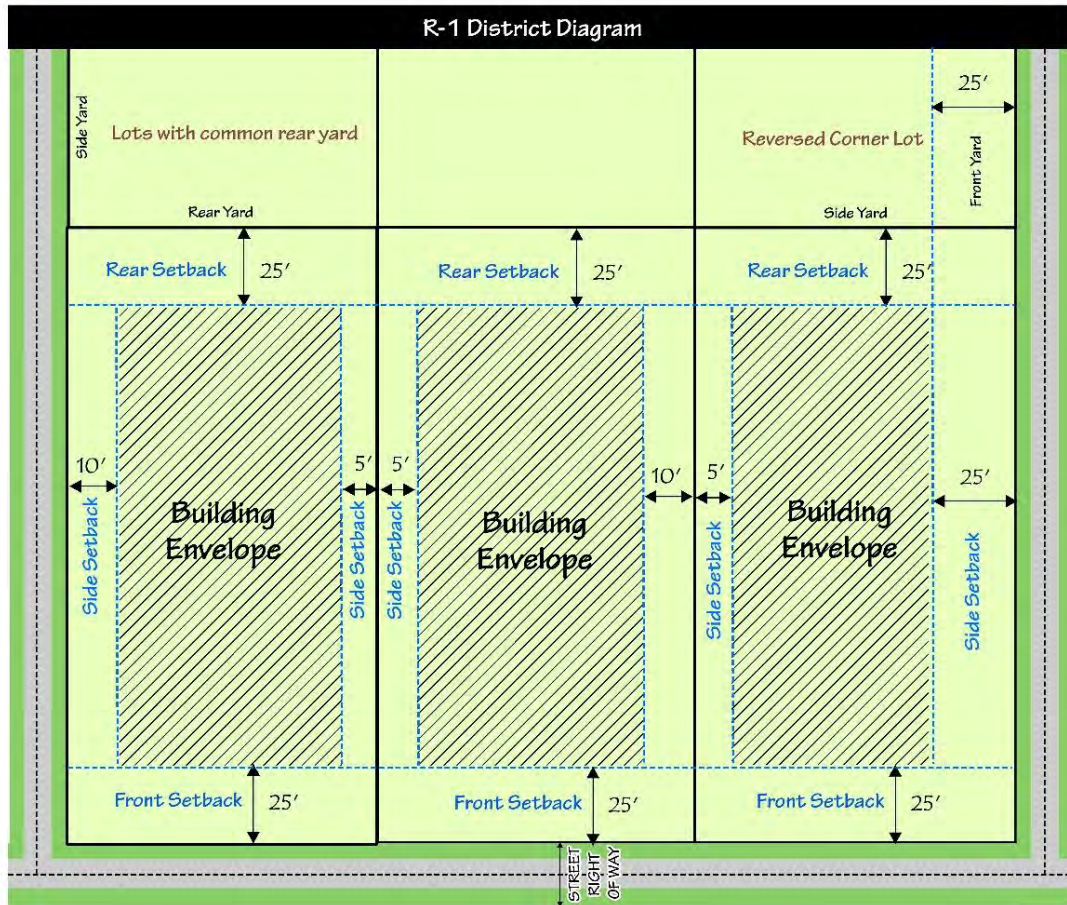 R-1 District Diagram
Side Yard
Lots with common rear yard
Rear Yard
Reversed Corner Lot
25'
Front Yard
Side Yard
Rear Setback
25'
Rear Setback
25'
Rear Setback
25'
10'
Side Setback
Building
Envelope
5'
Side Setback
5'
Side Setback
Building
Envelope
10'
5'
Side Setback
Building
Envelope
25'
Side Setback
Front Setback
25'
Front Setback
25'
Front Setback
25'
STREET
RIGHT
OF WAY